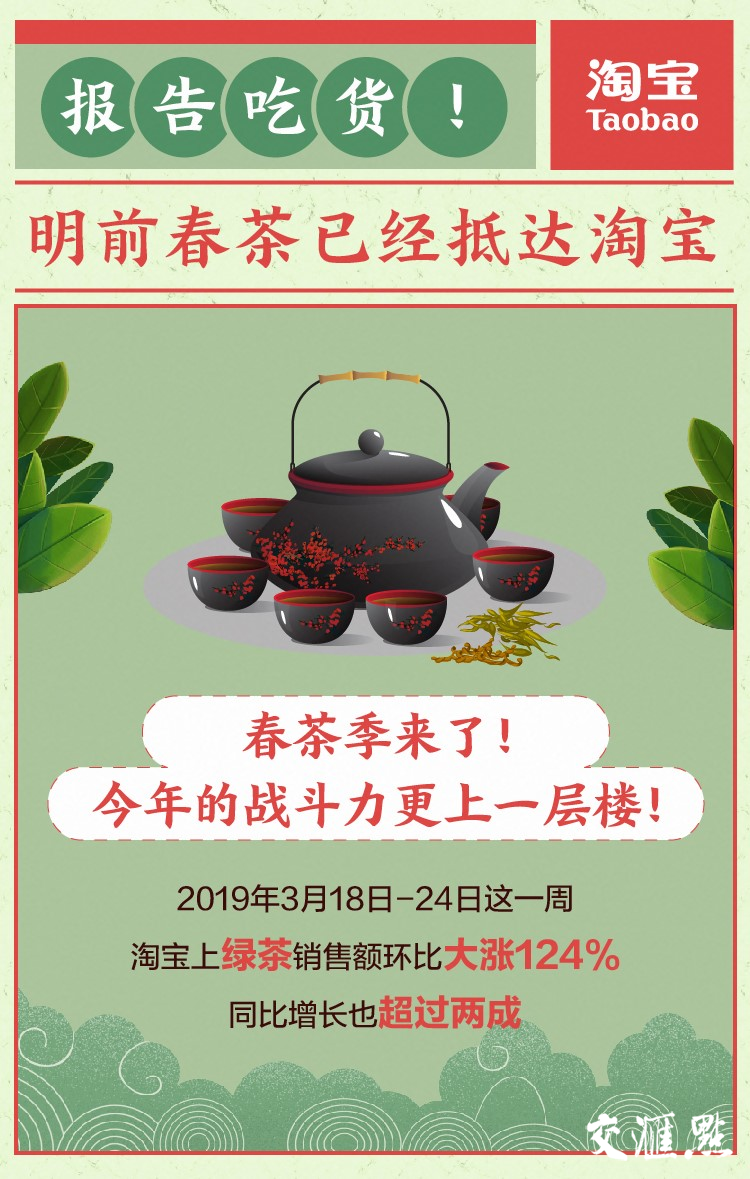 报告吃货！
淘宝
Taobao
明前春茶已经抵达淘宝
春茶季来了！
今年的战斗力更上一层楼！
2019年3月18日-24日这一周
淘宝上绿茶销售额环比大涨124%
同比增长也超过两成
交汇点